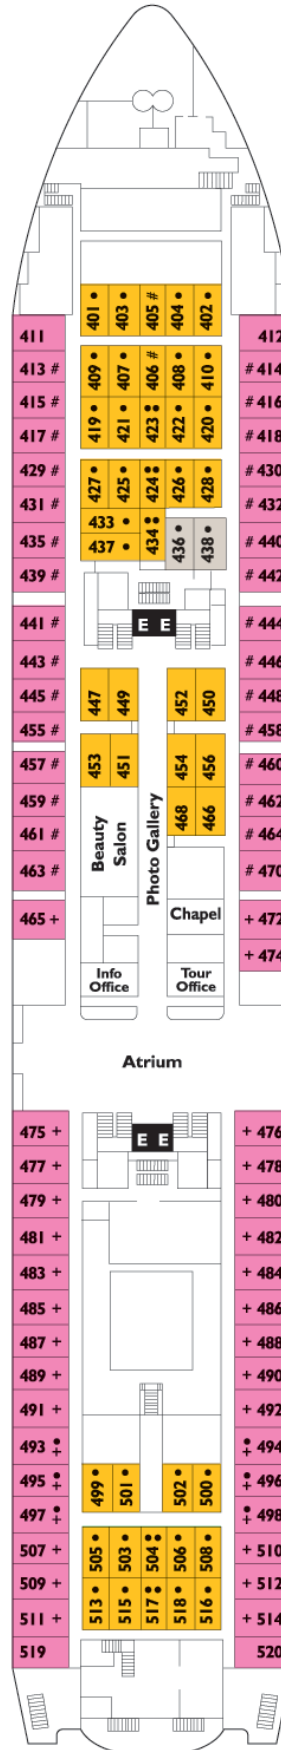 401 • 403 • 405 # 404 • 402 •
411 412
409 • 407 • 406 # 408 • 410 •
413 # # 414
415 # # 416
419 • 421 • 423 •• 422 • 420 •
417 # # 418
427 • 425 • 424 •• 426 • 428 •
429 # # 430
431 # # 432
433 • 434 •• 436 • 438 •
435 # 437 • # 440
439 # # 442
441 # E E # 444
443 # # 446
445 # 447 449 452 450 # 448
455 # # 458
457 # 453 451 454 456 # 460
459 # 468 466 # 462
461 # # 464
463 # # 470
Beauty
Salon
Photo Gallery
465 + Chapel + 472
+ 474
Info
Office
Tour
Office
Atrium
475 + E E + 476
477 + + 478
479 + + 480
481 + + 482
483 + + 484
485 + + 486
487 + + 488
489 + + 490
491 + + 492
493 •+ •+ 494
495 •+ 499 • 501 • 502 • 500 • •+ 496
497 •+ •+ 498
507 + 505 • 503 • 504 •• 506 • 508 • + 510
509 + + 512
511 + 513 • 515 • 517 •• 518 • 516 • + 514
519 520